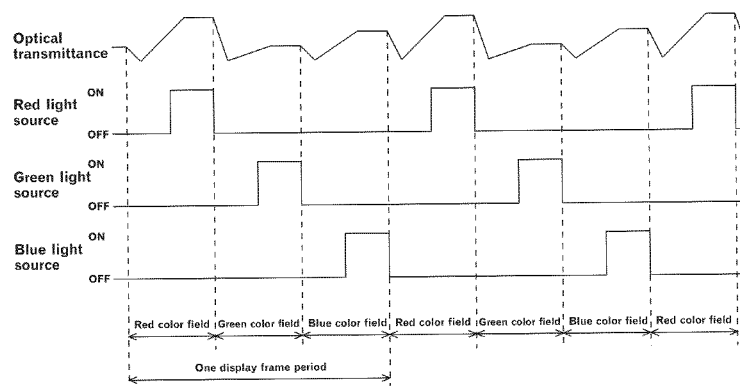 Optical
transmittance
ON
Red light
source
OFF
ON
Green light
source
OFF
ON
Blue light
source
OFF
Red color field Green color field Blue color field Red color field Green color field Blue color field Red color field
One display frame period